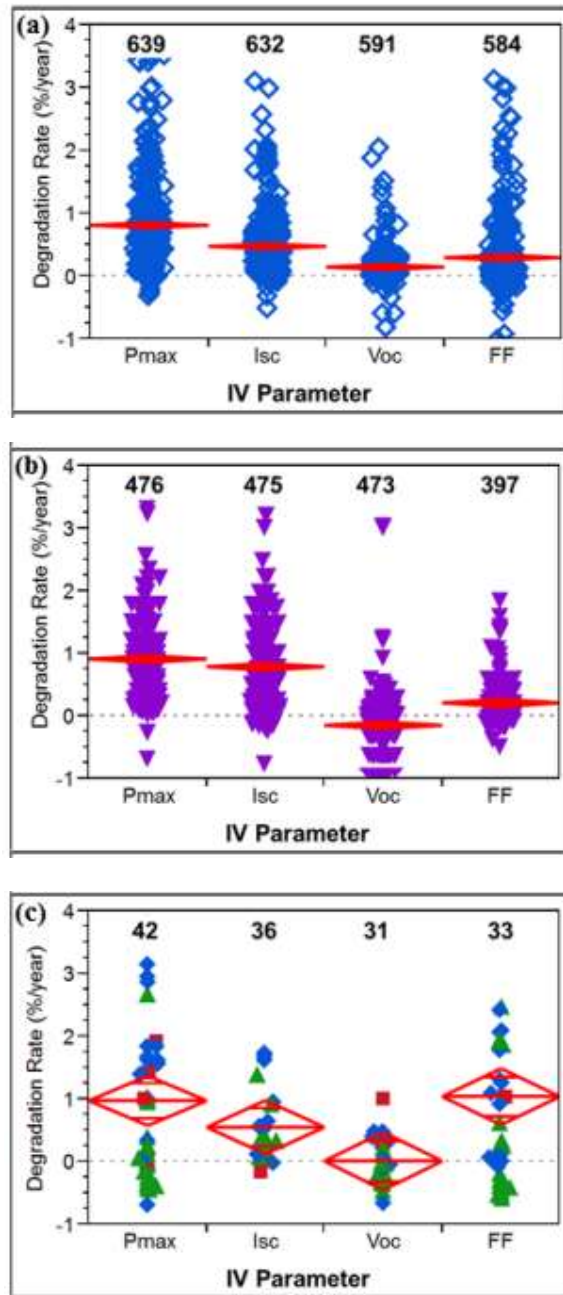 (a)
639 632 591 584
Degradation Rate (%/year)
4
3
2
1
0
-1
Pmax Isc Voc FF
IV Parameter
(b)
476 475 473 397
Degradation Rate (%/year)
4
3
2
1
0
-1
Pmax Isc Voc FF
IV Parameter
(c)
42 36 31 33
Degradation Rate (%/year)
4
3
2
1
0
-1
Pmax Isc Voc FF
IV Parameter